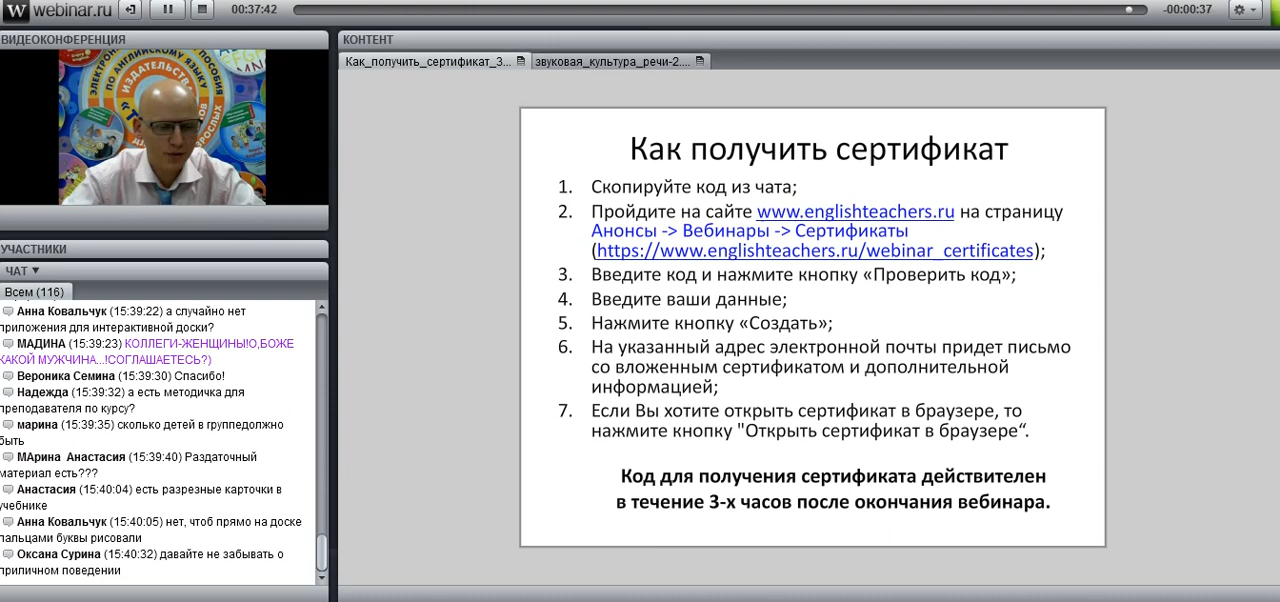 W webinar.ru
00:37:42
-00:00:37
ВИДЕОКОНФЕРЕНЦИЯ
ЭЛЕКТРОН
ПО АНГЛИЙСКОМУ ЯЗЫКУ
ПОСОБИЯ
ИЗДАТЕЛЬСТВА
УЧАСТНИКИ
ЧАТ ▼
Всем (116)
Анна Ковальчук (15:39:22) а случайно нет
приложения для интерактивной доски?
МАДИНА (15:39:23) КОЛЛЕГИ-ЖЕНЩИНЫ!О,БОЖЕ
КАКОЙ МУЖЧИНА...!СОГЛАШАЕТЕСЬ?)
Вероника Семина (15:39:30) Спасибо!
Надежда (15:39:32) а есть методичка для
преподавателя по курсу?
марина (15:39:35) сколько детей в группедолжно
быть
МАрина Анастасия (15:39:40) Раздаточный
материал есть???
Анастасия (15:40:04) есть разрезные карточки в
учебнике
Анна Ковальчук (15:40:05) нет, чтоб прямо на доске
пальцами буквы рисовали
Оксана Сурина (15:40:32) давайте не забывать о
приличном поведении
КОНТЕНТ
Как_получить_сертификат_3...
звуковая_культура_речи-2....
Как получить сертификат
1. Скопируйте код из чата;
2. Пройдите на сайте www.englishteachers.ru на страницу
Анонсы -> Вебинары -> Сертификаты
(https://www.englishteachers.ru/webinar_certificates);
3. Введите код и нажмите кнопку «Проверить код»;
4. Введите ваши данные;
5. Нажмите кнопку «Создать»;
6. На указанный адрес электронной почты придет письмо
со вложенным сертификатом и дополнительной
информацией;
7. Если Вы хотите открыть сертификат в браузере, то
нажмите кнопку "Открыть сертификат в браузере“.
Код для получения сертификата действителен
в течение 3-х часов после окончания вебинара.